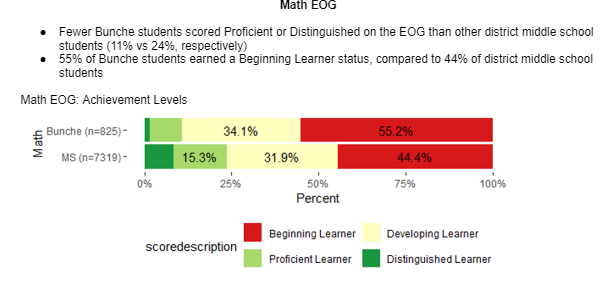 Math EOG
● Fewer Bunche students scored Proficient or Distinguished on the EOG than other district middle school
students (11% vs 24%, respectively)
● 55% of Bunche students earned a Beginning Learner status, compared to 44% of district middle school
students
Math EOG: Achievement Levels
Math
Bunche (n=825) 34.1% 55.2%
MS (n=7319) 15.3% 31.9% 44.4%
0% 25% 50% 75% 100%
Percent
scoredescription
Beginning Learner Developing Learner
Proficient Learner Distinguished Learner